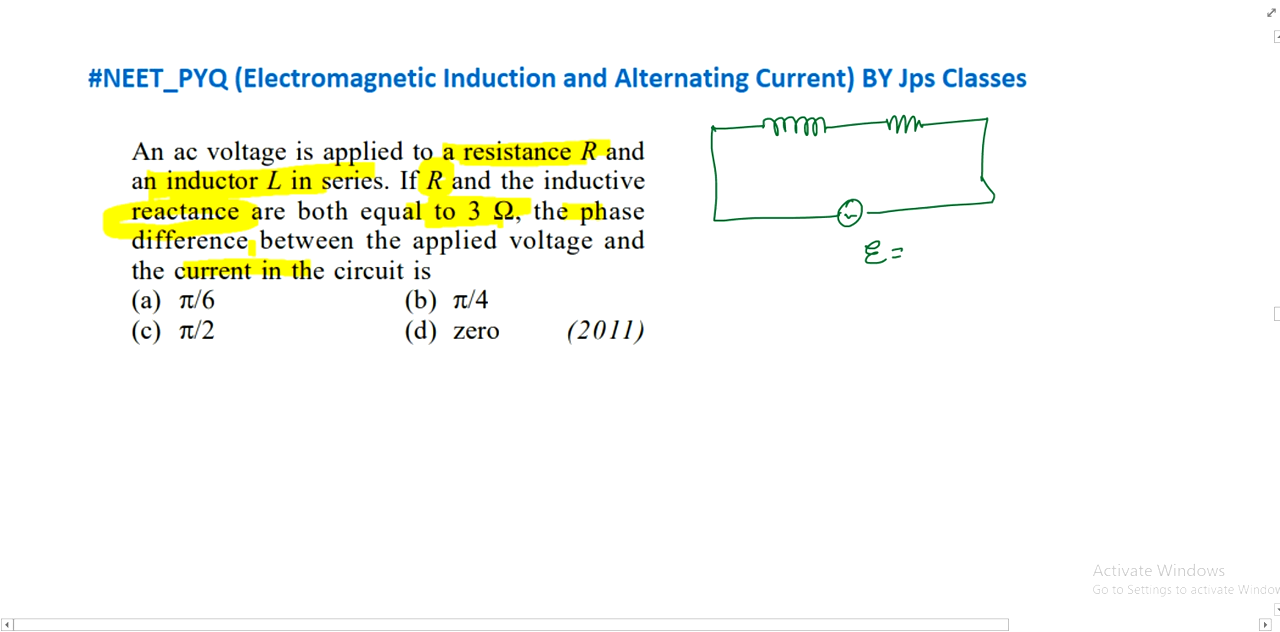 #NEET_PYQ (Electromagnetic Induction and Alternating Current) BY Jps Classes
An ac voltage is applied to a resistance R and
an inductor L in series. If R and the inductive
reactance are both equal to 3 Ω, the phase
difference between the applied voltage and
the current in the circuit is
(a) π/6 (b) π/4
(c) π/2 (d) zero (2011)
ℰ =
Activate Windows
Go to Settings to activate Window